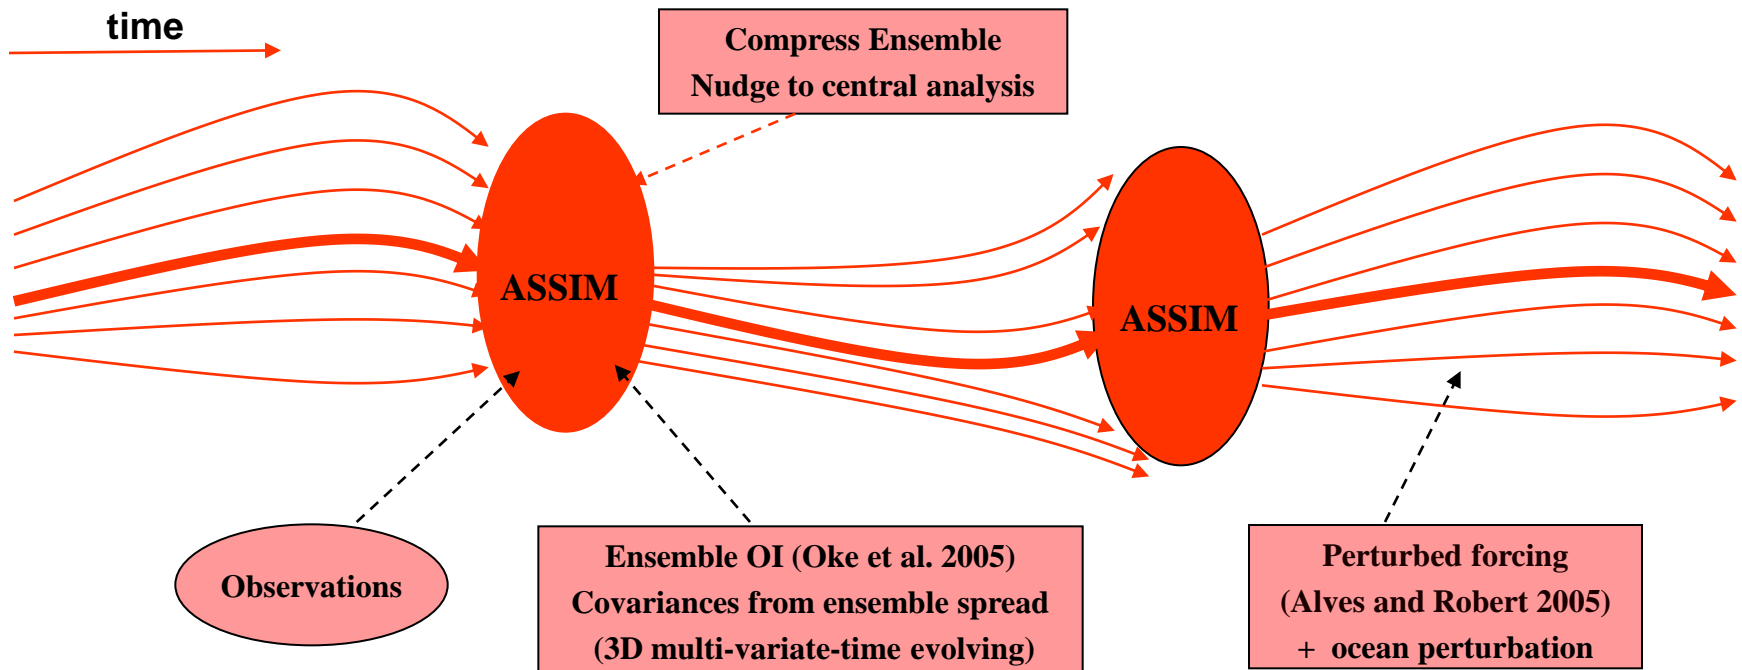 time
Compress Ensemble
Nudge to central analysis
ASSIM
ASSIM
Observations
Ensemble OI (Oke et al. 2005)
Covariances from ensemble spread
(3D multi-variate-time evolving)
Perturbed forcing
(Alves and Robert 2005)
+ ocean perturbation